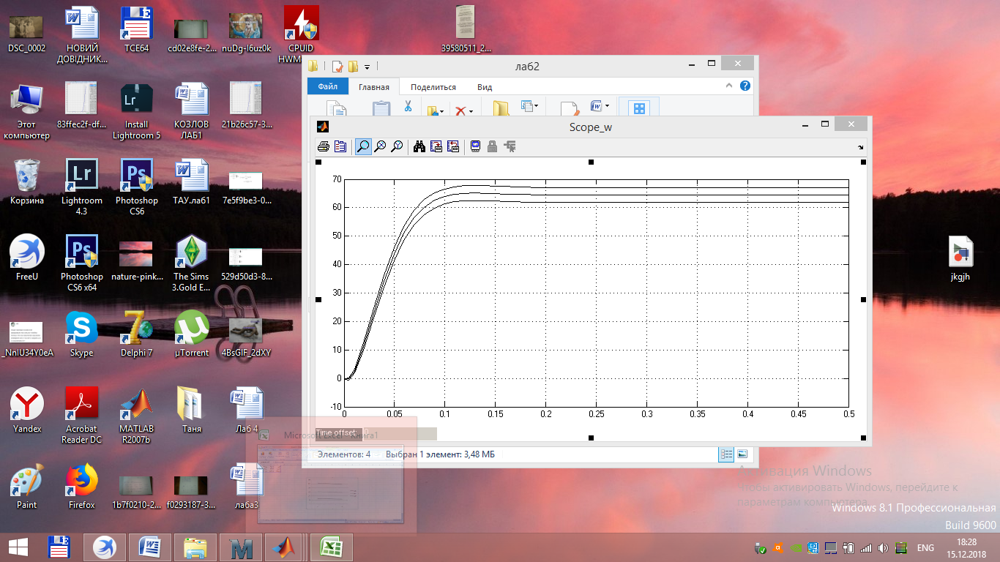 DSC_0002
НОВИЙ
ДОВІДНИК...
TCE64
cd02e8fe-2...
nuDg-l6uz0k
CPUID
HWM
39580511_2...
Этот
компьютер
83ffec2f-df...
Install
Lightroom 5
КОЗЛОВ
ЛАБ1
21b26c57-3...
Корзина
Lightroom
4.3
Photoshop
CS6
ТАУ.лаб1
7e5f9be3-0...
FreeU
Photoshop
CS6 x64
nature-pink...
The Sims
3.Gold E...
529d50d3-8...
_NnIU34Y0eA
Skype
Delphi 7
µTorrent
4BsGIF_2dXY
Yandex
Acrobat
Reader DC
MATLAB
R2007b
Таня
Лаб 4
Paint
Firefox
1b7f0210-2...
f0293187-3...
лаба3
jkgjh
лаб2
Файл
Главная
Поделиться
Вид
Scope_w
70
60
50
40
30
20
10
0
-10
0
0.05
0.1
0.15
0.2
0.25
0.3
0.35
0.4
0.45
0.5
Time offset:
Microsoft Excel - Книга1
Элементов: 4
Выбран 1 элемент: 3,48 МБ
Активация Windows
Чтобы активировать Windows, перейдите к
параметрам компьютера.
Windows 8.1 Профессиональная
Build 9600
ENG
18:28
15.12.2018